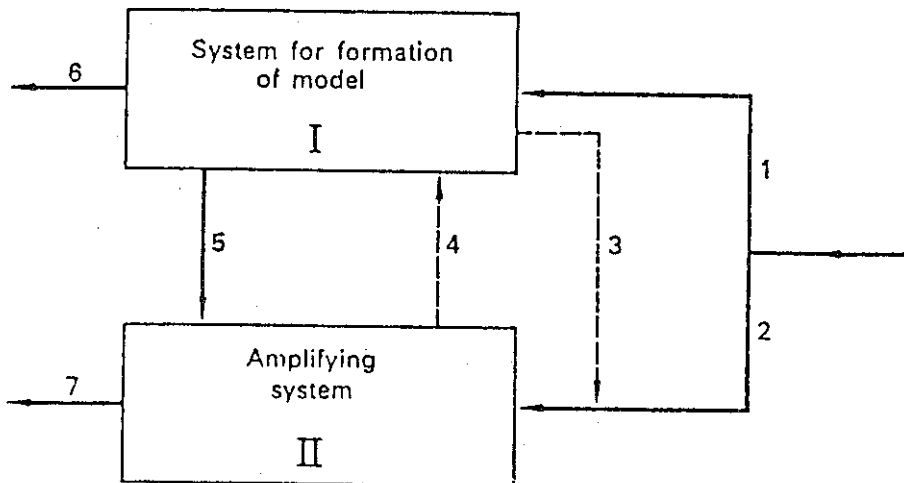 System for formation
of model
I
6
1
5
4
3
2
Amplifying
system
II
7